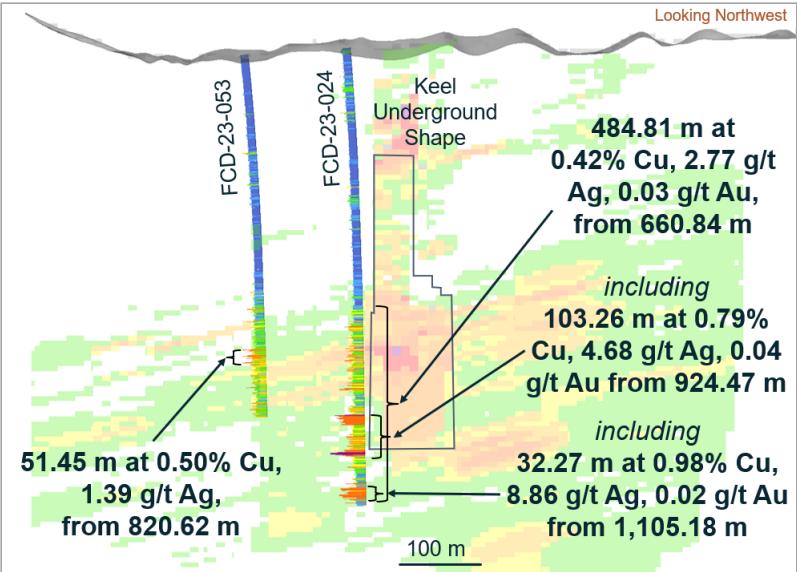 Looking Northwest
FCD-23-053
FCD-23-024
Keel
Underground
Shape
484.81 m at
0.42% Cu, 2.77 g/t
Ag, 0.03 g/t Au,
from 660.84 m
including
103.26 m at 0.79%
Cu, 4.68 g/t Ag, 0.04
g/t Au from 924.47 m
including
32.27 m at 0.98% Cu,
8.86 g/t Ag, 0.02 g/t Au
from 1,105.18 m
51.45 m at 0.50% Cu,
1.39 g/t Ag,
from 820.62 m
100 m